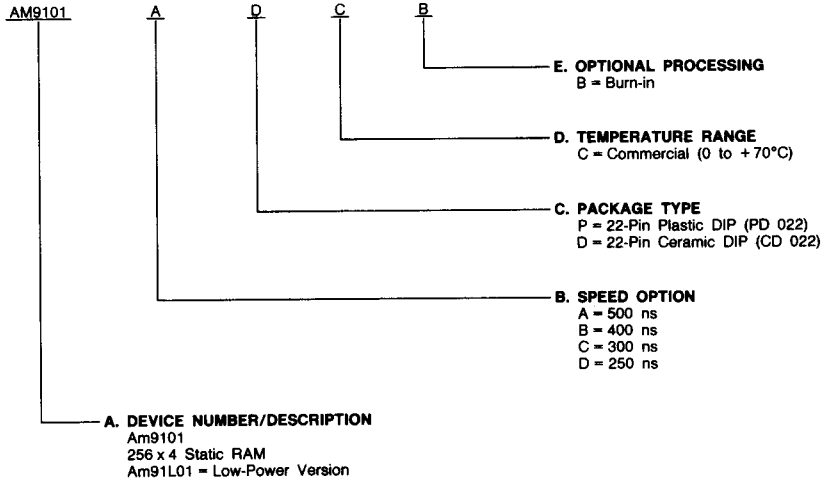 AM9101 A D C B
E. OPTIONAL PROCESSING
B = Burn-in
D. TEMPERATURE RANGE
C = Commercial (0 to +70°C)
C. PACKAGE TYPE
P = 22-Pin Plastic DIP (PD 022)
D = 22-Pin Ceramic DIP (CD 022)
B. SPEED OPTION
A = 500 ns
B = 400 ns
C = 300 ns
D = 250 ns
A. DEVICE NUMBER/DESCRIPTION
Am9101
256 x 4 Static RAM
Am91L01 = Low-Power Version